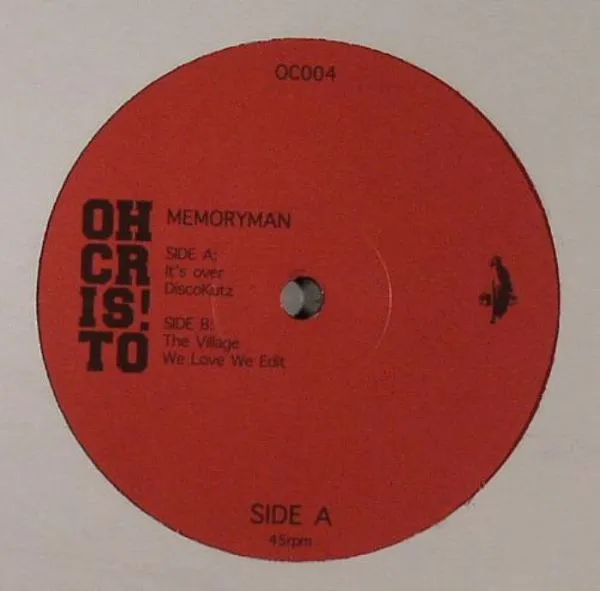 OC004
OH
CR
IS!
TO
MEMORYMAN
SIDE A:
It's over
DiscoKutz
SIDE B:
The Village
We Love We Edit
SIDE A
45rpm